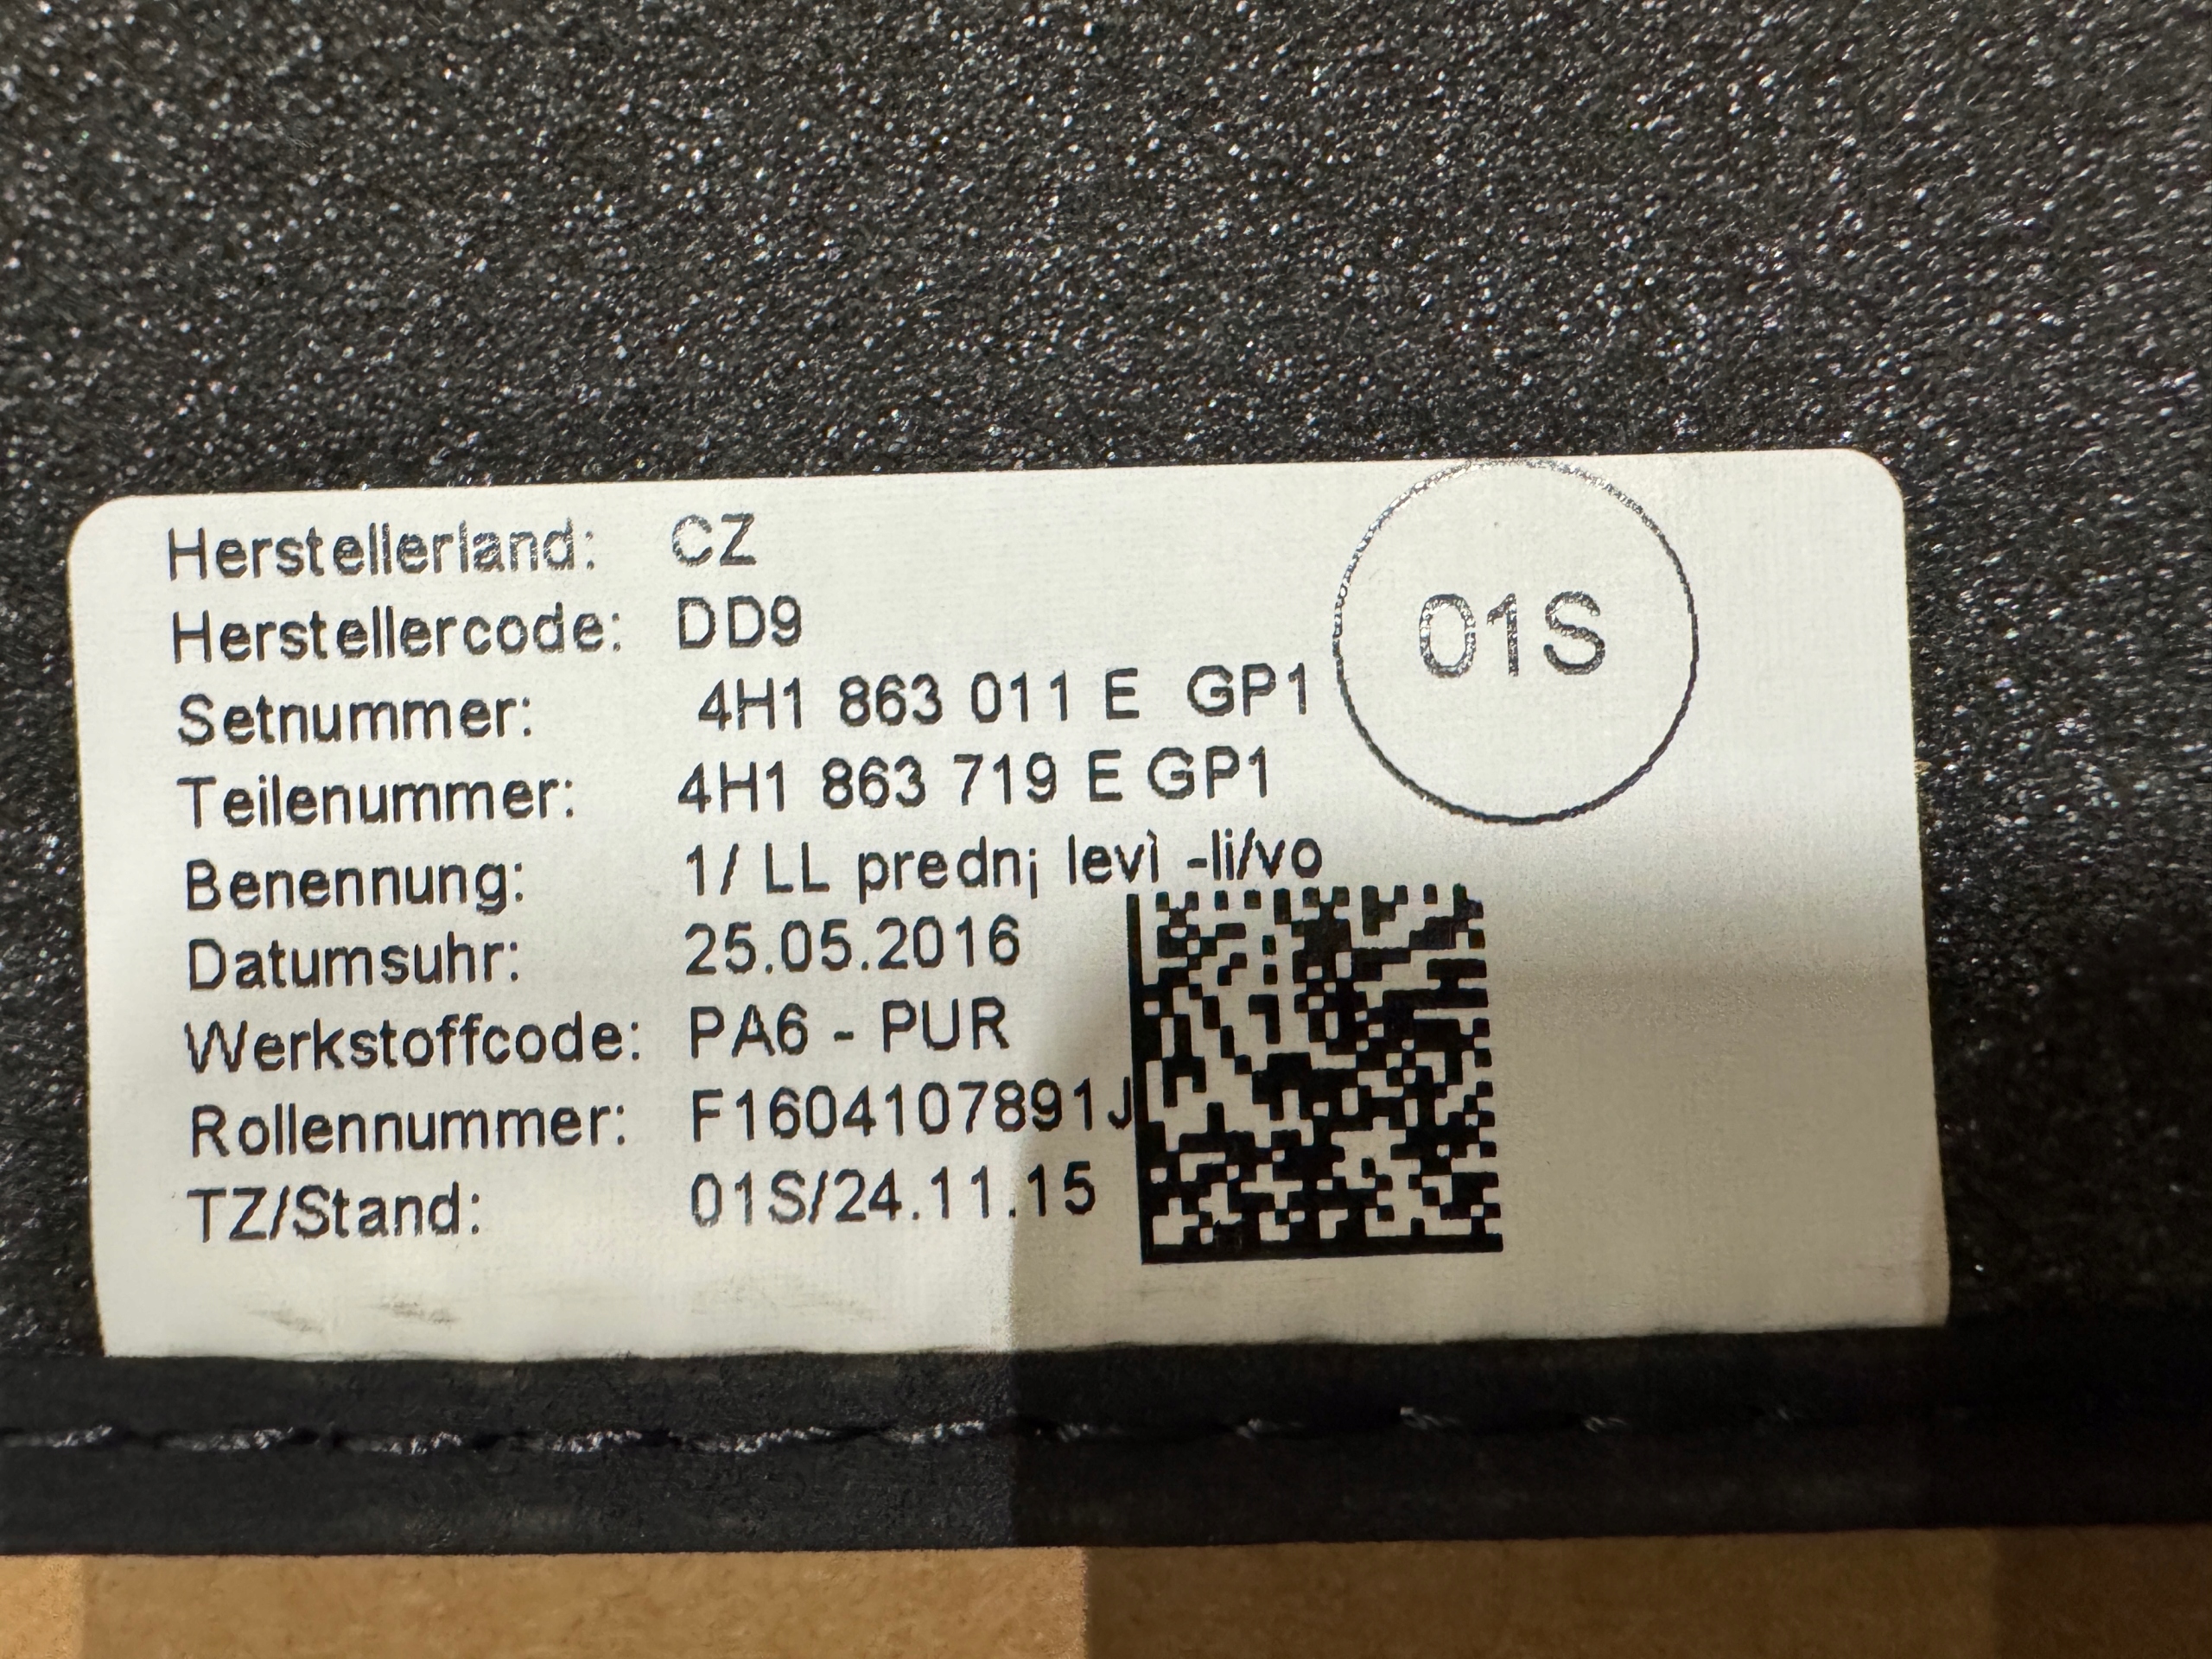 Herstellerland: CZ
Herstellercode: DD9
01S
Setnummer: 4H1 863 011 E GP1
Teilenummer: 4H1 863 719 E GP1
Benennung: 1/ LL predn¡ levì -li/vo
Datumsuhr: 25.05.2016
Werkstoffcode: PA6 - PUR
Rollennummer: F1604107891J
TZ/Stand: 01S/24.11.15